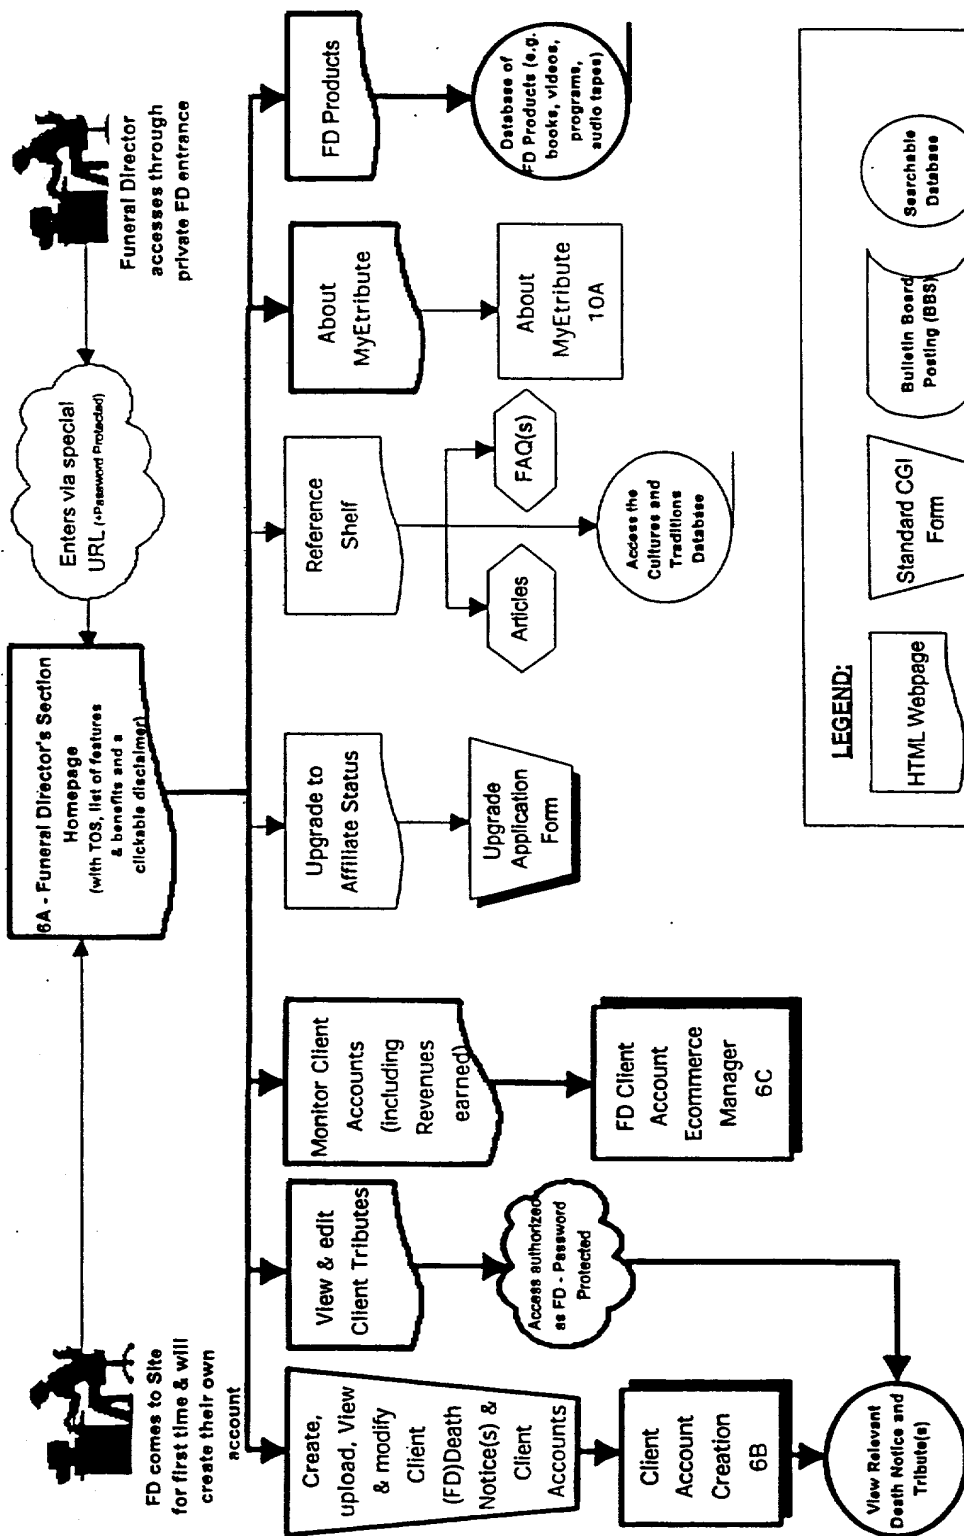 FD comes to Site
for first time & will
create their own
account
6A - Funeral Director's Section
Homepage
(with TOS, list of features
& benefits and a
clickable disclaimer)
Enters via special
URL (+Password Protected)
Funeral Director
accesses through
private FD entrance
Create,
upload, View
& modify
Client
(FD)Death
Notice(s) &
Client
Accounts
View & edit
Client Tributes
Monitor Client
Accounts
(including
Revenues
earned)
Upgrade to
Affiliate Status
Reference
Shelf
About
MyEtribute
FD Products
Client
Account
Creation
6B
Access authorized
as FD - Password
Protected
FD Client
Account
Ecommerce
Manager
6C
Upgrade
Application
Form
Articles
FAQ(s)
Access the
Cultures and
Traditions
Database
About
MyEtribute
10A
Database of
FD Products (e.g.
books, videos,
programs,
audio tapes)
View Relevant
Death Notice and
Tribute(s)
LEGEND:
HTML Webpage
Standard CGI
Form
Bulletin Board
Posting (BBS)
Searchable
Database